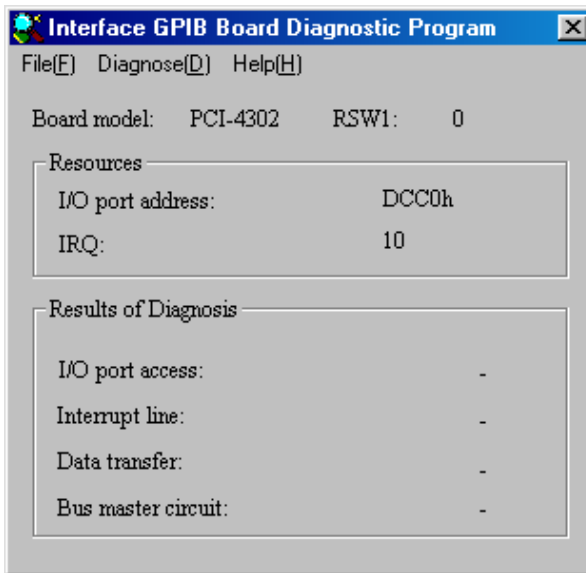 Interface GPIB Board Diagnostic Program
File(F) Diagnose(D) Help(H)
Board model: PCI-4302 RSW1: 0
Resources
I/O port address: DCC0h
IRQ: 10
Results of Diagnosis
I/O port access: -
Interrupt line: -
Data transfer: -
Bus master circuit: -